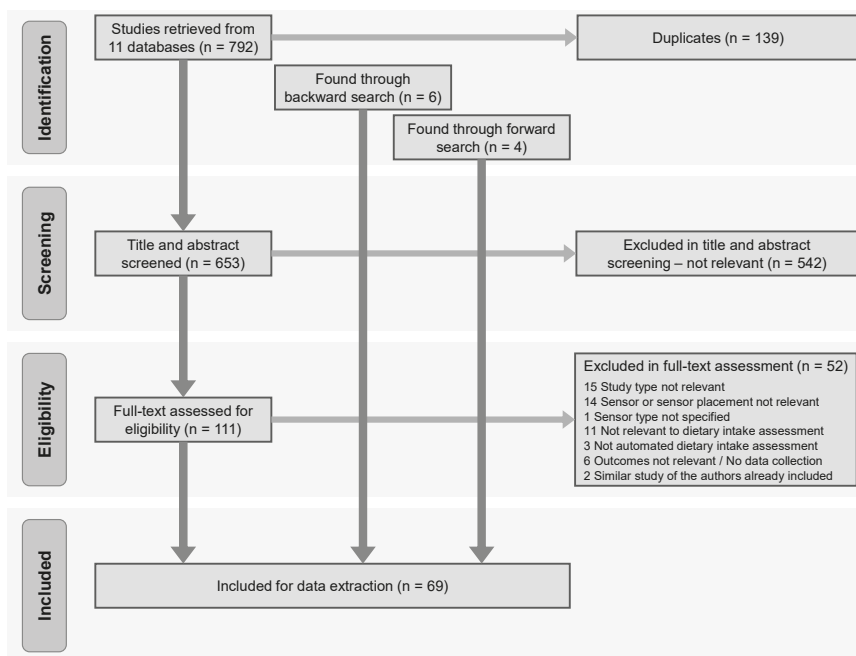 Identification
Studies retrieved from
11 databases (n = 792)
Duplicates (n = 139)
Found through
backward search (n = 6)
Found through forward
search (n = 4)
Screening
Title and abstract
screened (n = 653)
Excluded in title and abstract
screening – not relevant (n = 542)
Eligibility
Full-text assessed for
eligibility (n = 111)
Excluded in full-text assessment (n = 52)
15 Study type not relevant
14 Sensor or sensor placement not relevant
1 Sensor type not specified
11 Not relevant to dietary intake assessment
3 Not automated dietary intake assessment
6 Outcomes not relevant / No data collection
2 Similar study of the authors already included
Included
Included for data extraction (n = 69)